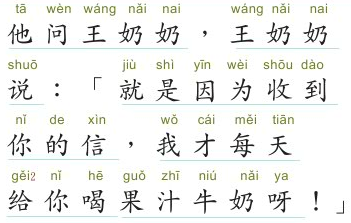 tā wèn wáng nǎi nai wáng nǎi nai
他问王奶奶，王奶奶
shuō jiù shì yīn wèi shōu dào
说：「就是因为收到
nǐ de xìn wǒ cái měi tiān
你的信，我才每天
gěi2 nǐ hē guǒ zhī niú nǎi ya
给你喝果汁牛奶呀！」